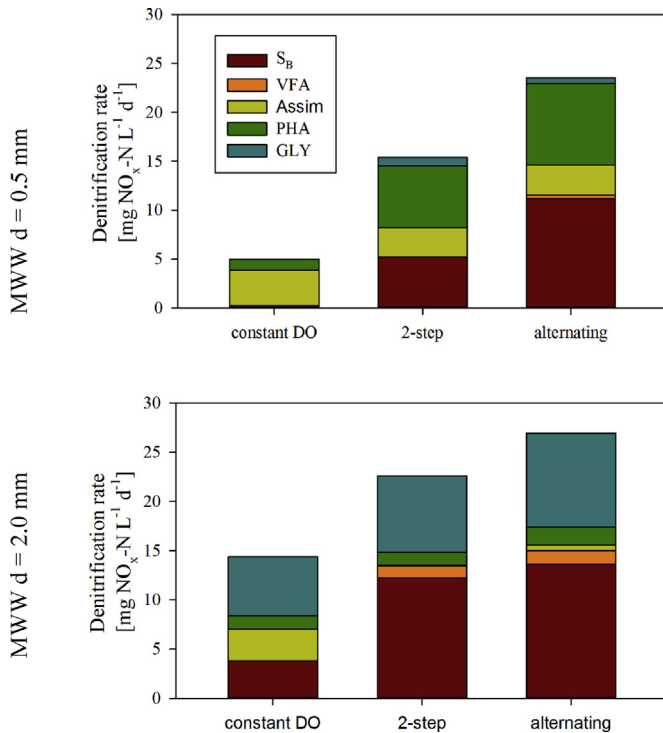 MWW d = 0.5 mm
Denitrification rate
[mg NOₓ-N L⁻¹ d⁻¹]
30
25
20
15
10
5
0
S_B
VFA
Assim
PHA
GLY
constant DO 2-step alternating
MWW d = 2.0 mm
Denitrification rate
[mg NOₓ-N L⁻¹ d⁻¹]
30
25
20
15
10
5
0
constant DO 2-step alternating